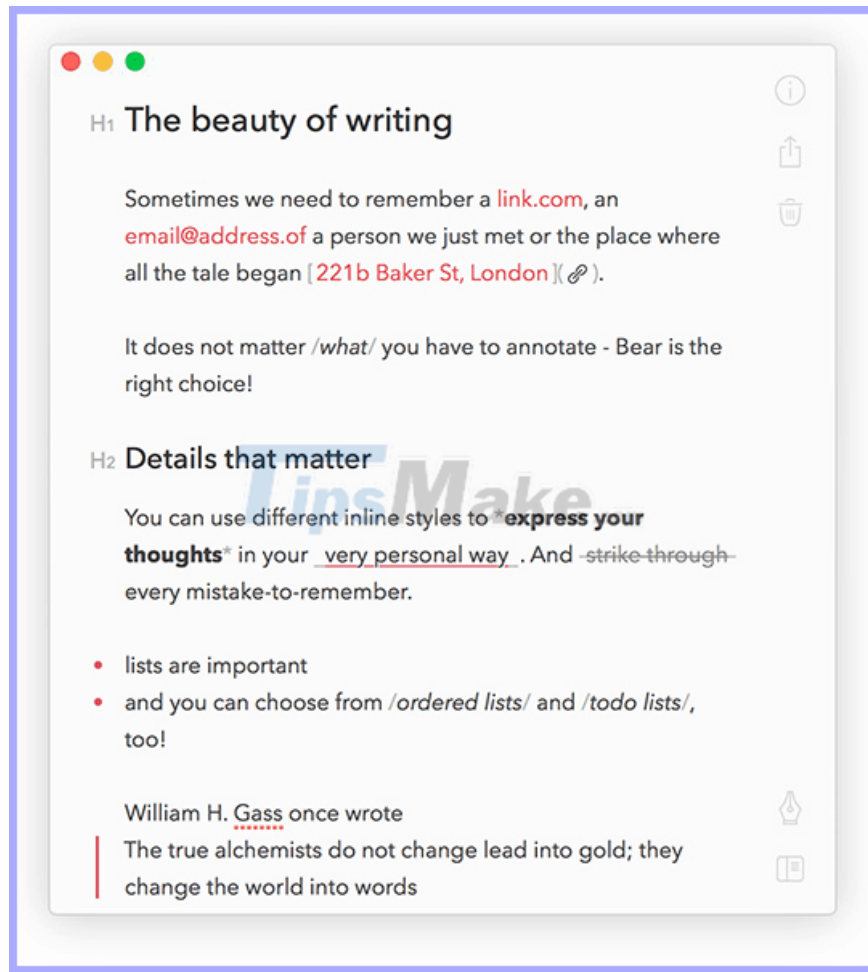 H1 The beauty of writing
Sometimes we need to remember a link.com, an
email@address.of a person we just met or the place where
all the tale began [221b Baker St, London]( ).
It does not matter /what/ you have to annotate - Bear is the
right choice!
H2 Details that matter
TipsMake
You can use different inline styles to *express your
thoughts* in your _very personal way_. And -strike through-
every mistake-to-remember.
• lists are important
• and you can choose from /ordered lists/ and /todo lists/,
too!
William H. Gass once wrote
The true alchemists do not change lead into gold; they
change the world into words